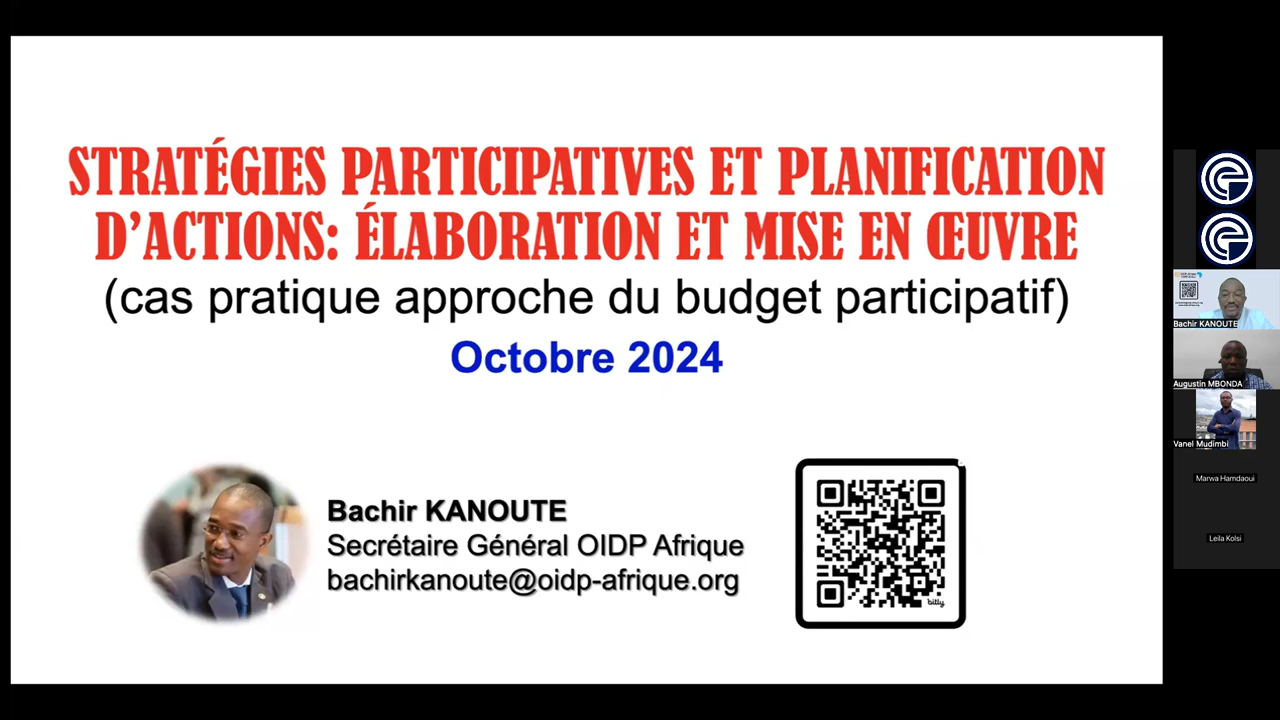 STRATÉGIES PARTICIPATIVES ET PLANIFICATION
D’ACTIONS: ÉLABORATION ET MISE EN ŒUVRE
(cas pratique approche du budget participatif)
Octobre 2024
Bachir KANOUTE
Secrétaire Général OIDP Afrique
bachirkanoute@oidp-afrique.org
bitly
Bachir KANOUTE
Augustin MBONDA
Vanel Mudimbi
Marwa Hamdaoui
Leila Kolsi